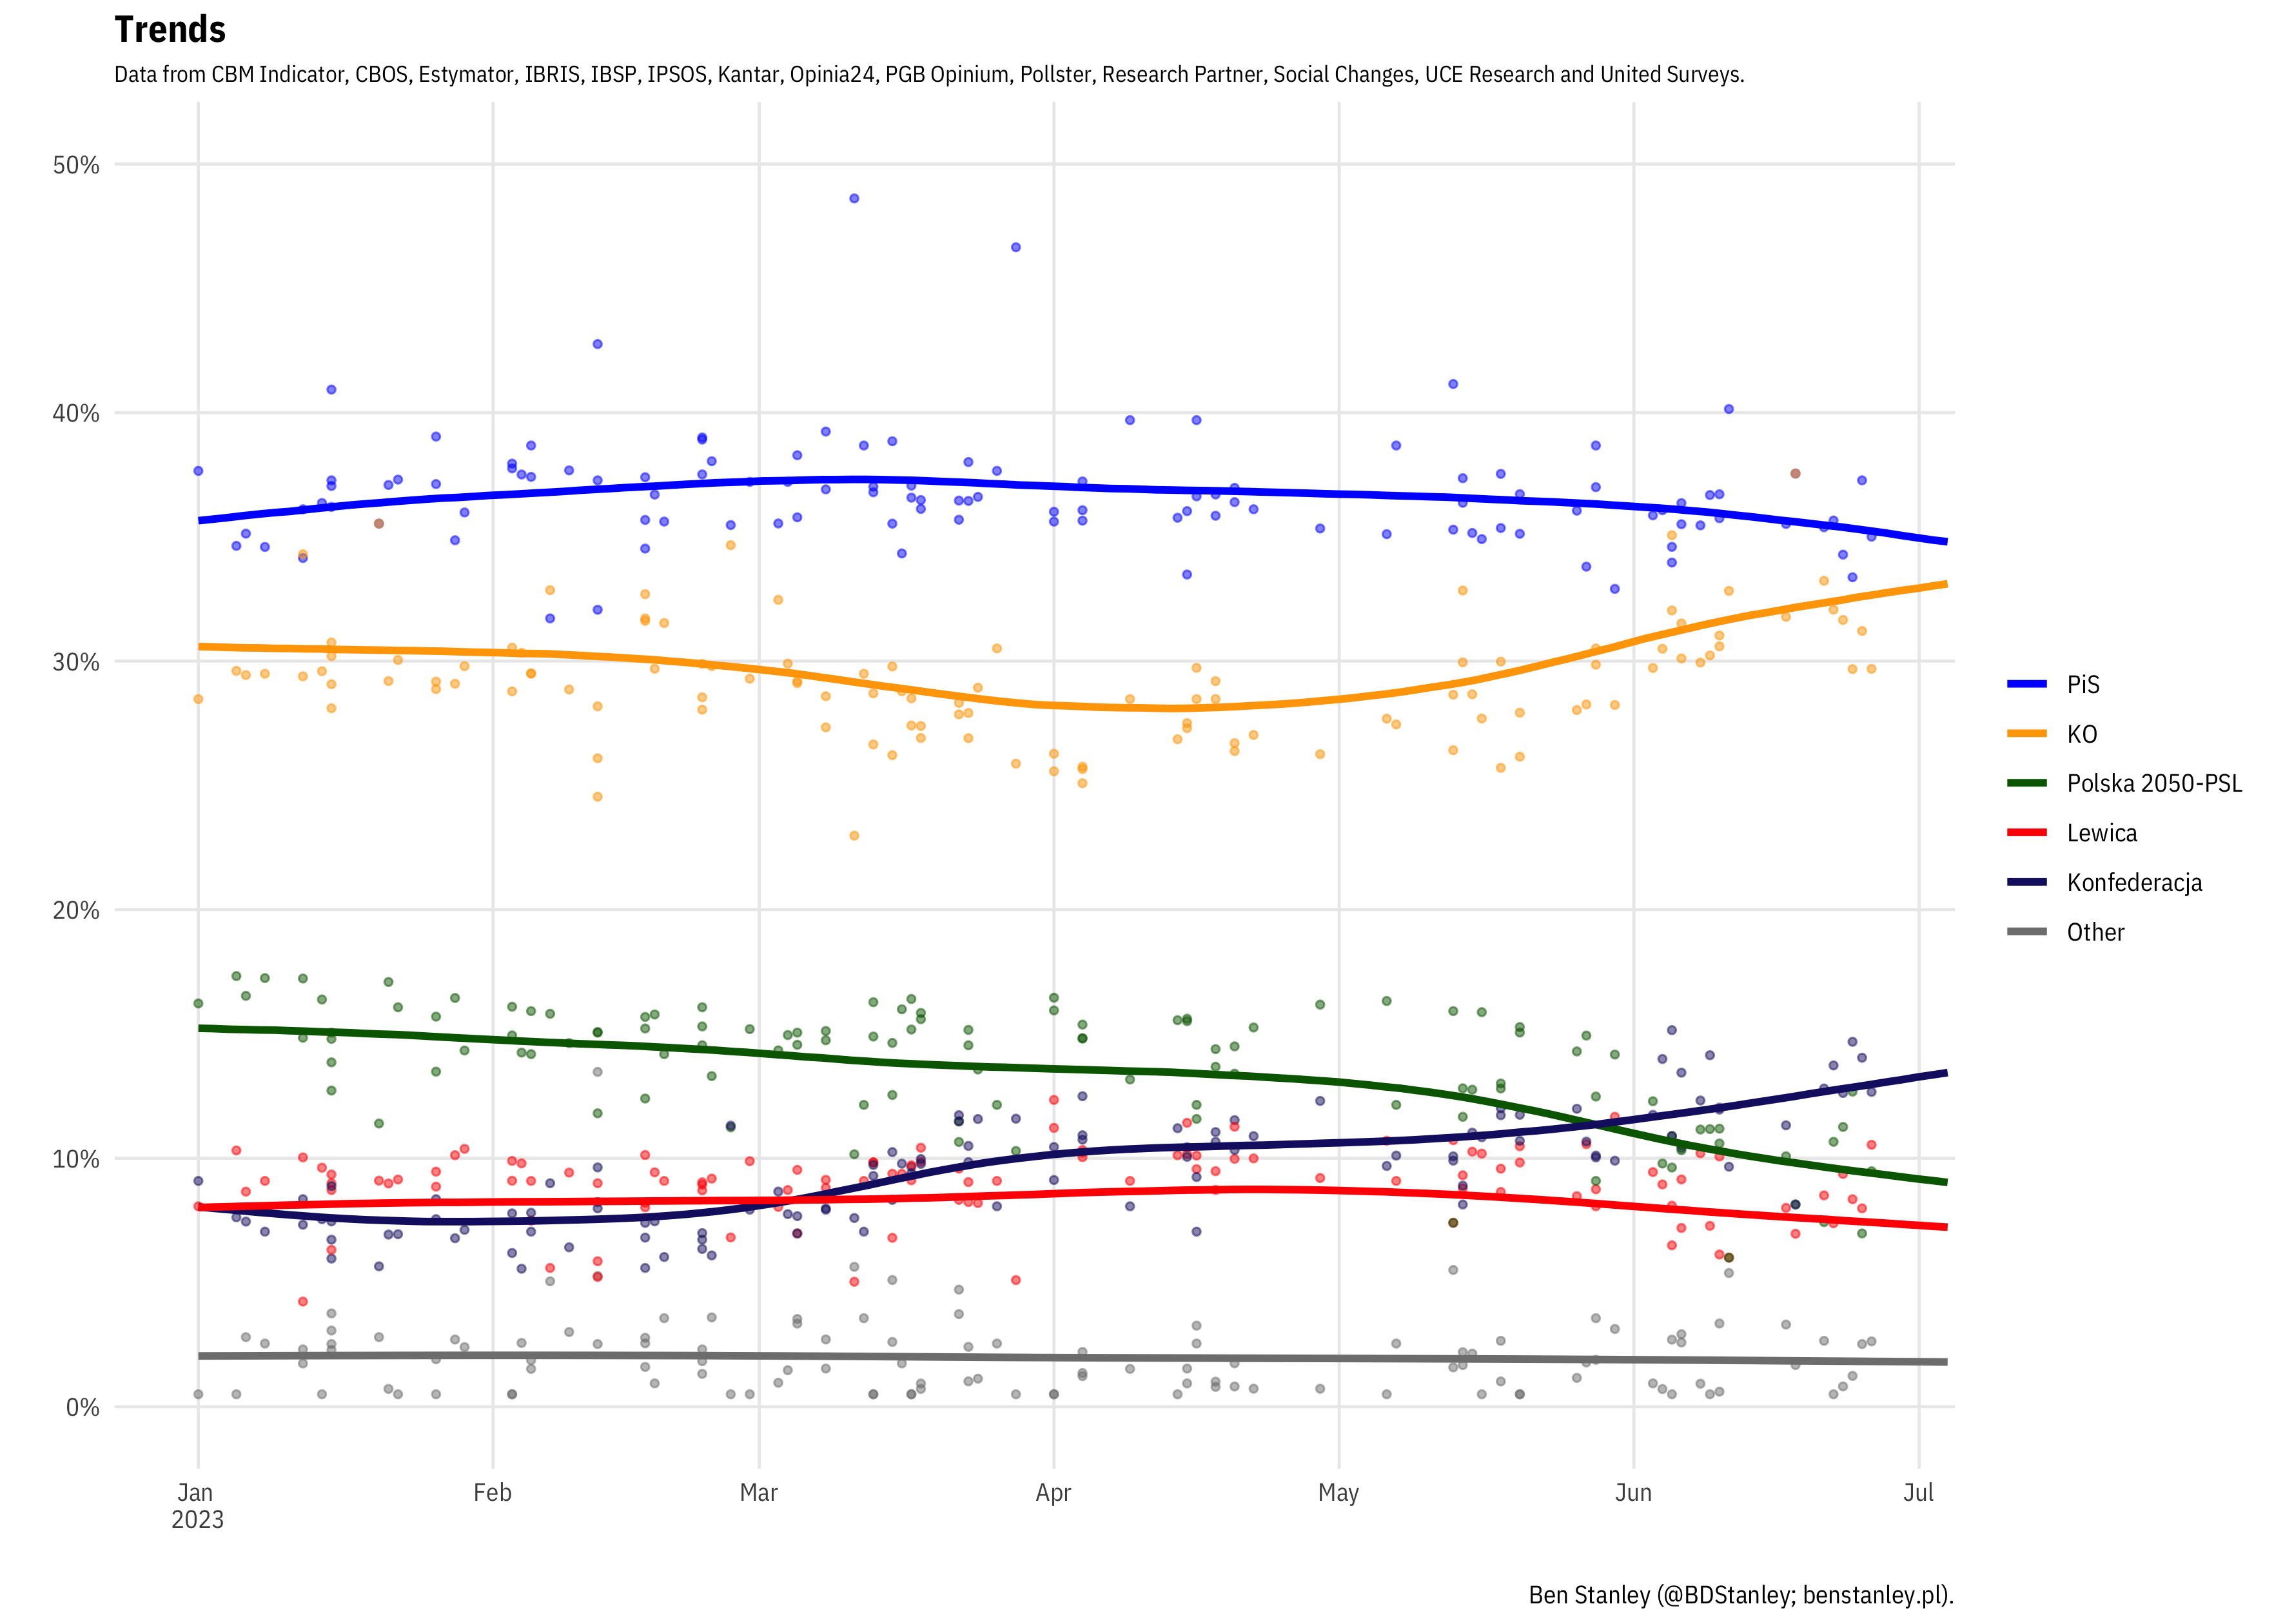 Trends
Data from CBM Indicator, CBOS, Estymator, IBRIS, IBSP, IPSOS, Kantar, Opinia24, PGB Opinium, Pollster, Research Partner, Social Changes, UCE Research and United Surveys.
50%
40%
30%
20%
10%
0%
PiS
KO
Polska 2050-PSL
Lewica
Konfederacja
Other
Jan Feb Mar Apr May Jun Jul
2023
Ben Stanley (@BDStanley; benstanley.pl).